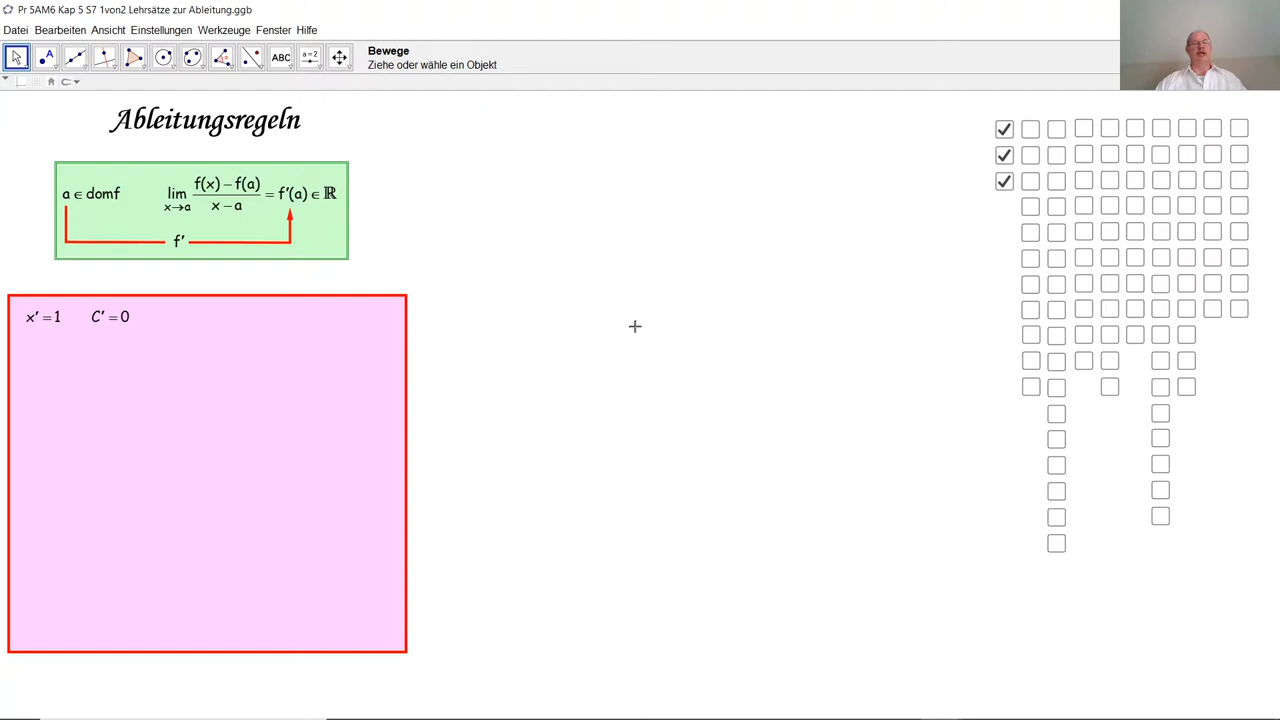 Pr 5AM6 Kap 5 S7 1von2 Lehrsätze zur Ableitung.ggb
Datei Bearbeiten Ansicht Einstellungen Werkzeuge Fenster Hilfe
A ABC a=2
Bewege
Ziehe oder wähle ein Objekt
Ableitungsregeln
a ∈ domf lim x→a (f(x) − f(a))/(x − a) = f′(a) ∈ ℝ
f′
x′ = 1 C′ = 0